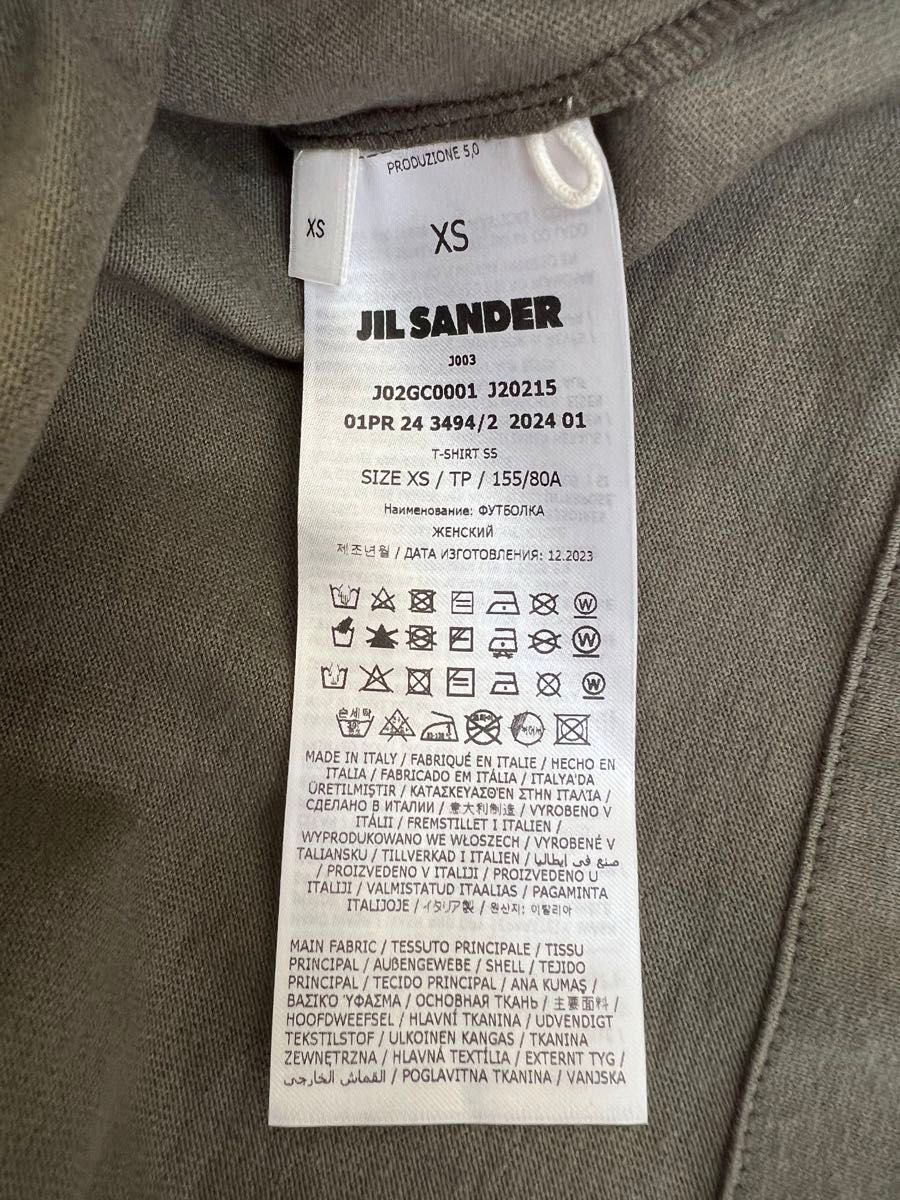 PRODUZIONE 5,0
XS
XS
JIL SANDER
J003
J02GC0001 J20215
01PR 24 3494/2 2024 01
T-SHIRT SS
SIZE XS / TP / 155/80A
Наименование: ФУТБОЛКА
ЖЕНСКИЙ
제조년월 / ДАТА ИЗГОТОВЛЕНИЯ: 12.2023
W
W
W
손세탁
MADE IN ITALY / FABRIQUÉ EN ITALIE / HECHO EN
ITALIA / FABRICADO EM ITÁLIA / ITALYA'DA
ÜRETILMIŞTIR / ΚΑΤΑΣΚΕΥΑΣΘΕΝ ΣΤΗΝ ΙΤΑΛΙΑ /
СДЕЛАНО В ИТАЛИИ / 意大利制造 / VYROBENO V
ITÁLII / FREMSTILLET I ITALIEN /
WYPRODUKOWANO WE WŁOSZECH / VYROBENÉ V
TALIANSKU / TILLVERKAD I ITALIEN / صنع في إيطاليا
/ PROIZVEDENO V ITALIJI / PROIZVEDENO U
ITALIJI / VALMISTATUD ITAALIAS / PAGAMINTA
ITALIJOJE / イタリア製 / 원산지: 이탈리아
MAIN FABRIC / TESSUTO PRINCIPALE / TISSU
PRINCIPAL / AUßENGEWEBE / SHELL / TEJIDO
PRINCIPAL / TECIDO PRINCIPAL / ANA KUMAŞ /
ΒΑΣΙΚΌ ΎΦΑΣΜΑ / ОСНОВНАЯ ТКАНЬ / 主要面料 /
HOOFDWEEFSEL / HLAVNÍ TKANINA / UDVENDIGT
TEKSTILSTOF / ULKOINEN KANGAS / TKANINA
ZEWNĘTRZNA / HLAVNÁ TEXTÍLIA / EXTERNT TYG /
القماش الخارجي / POGLAVITNA TKANINA / VANJSKA